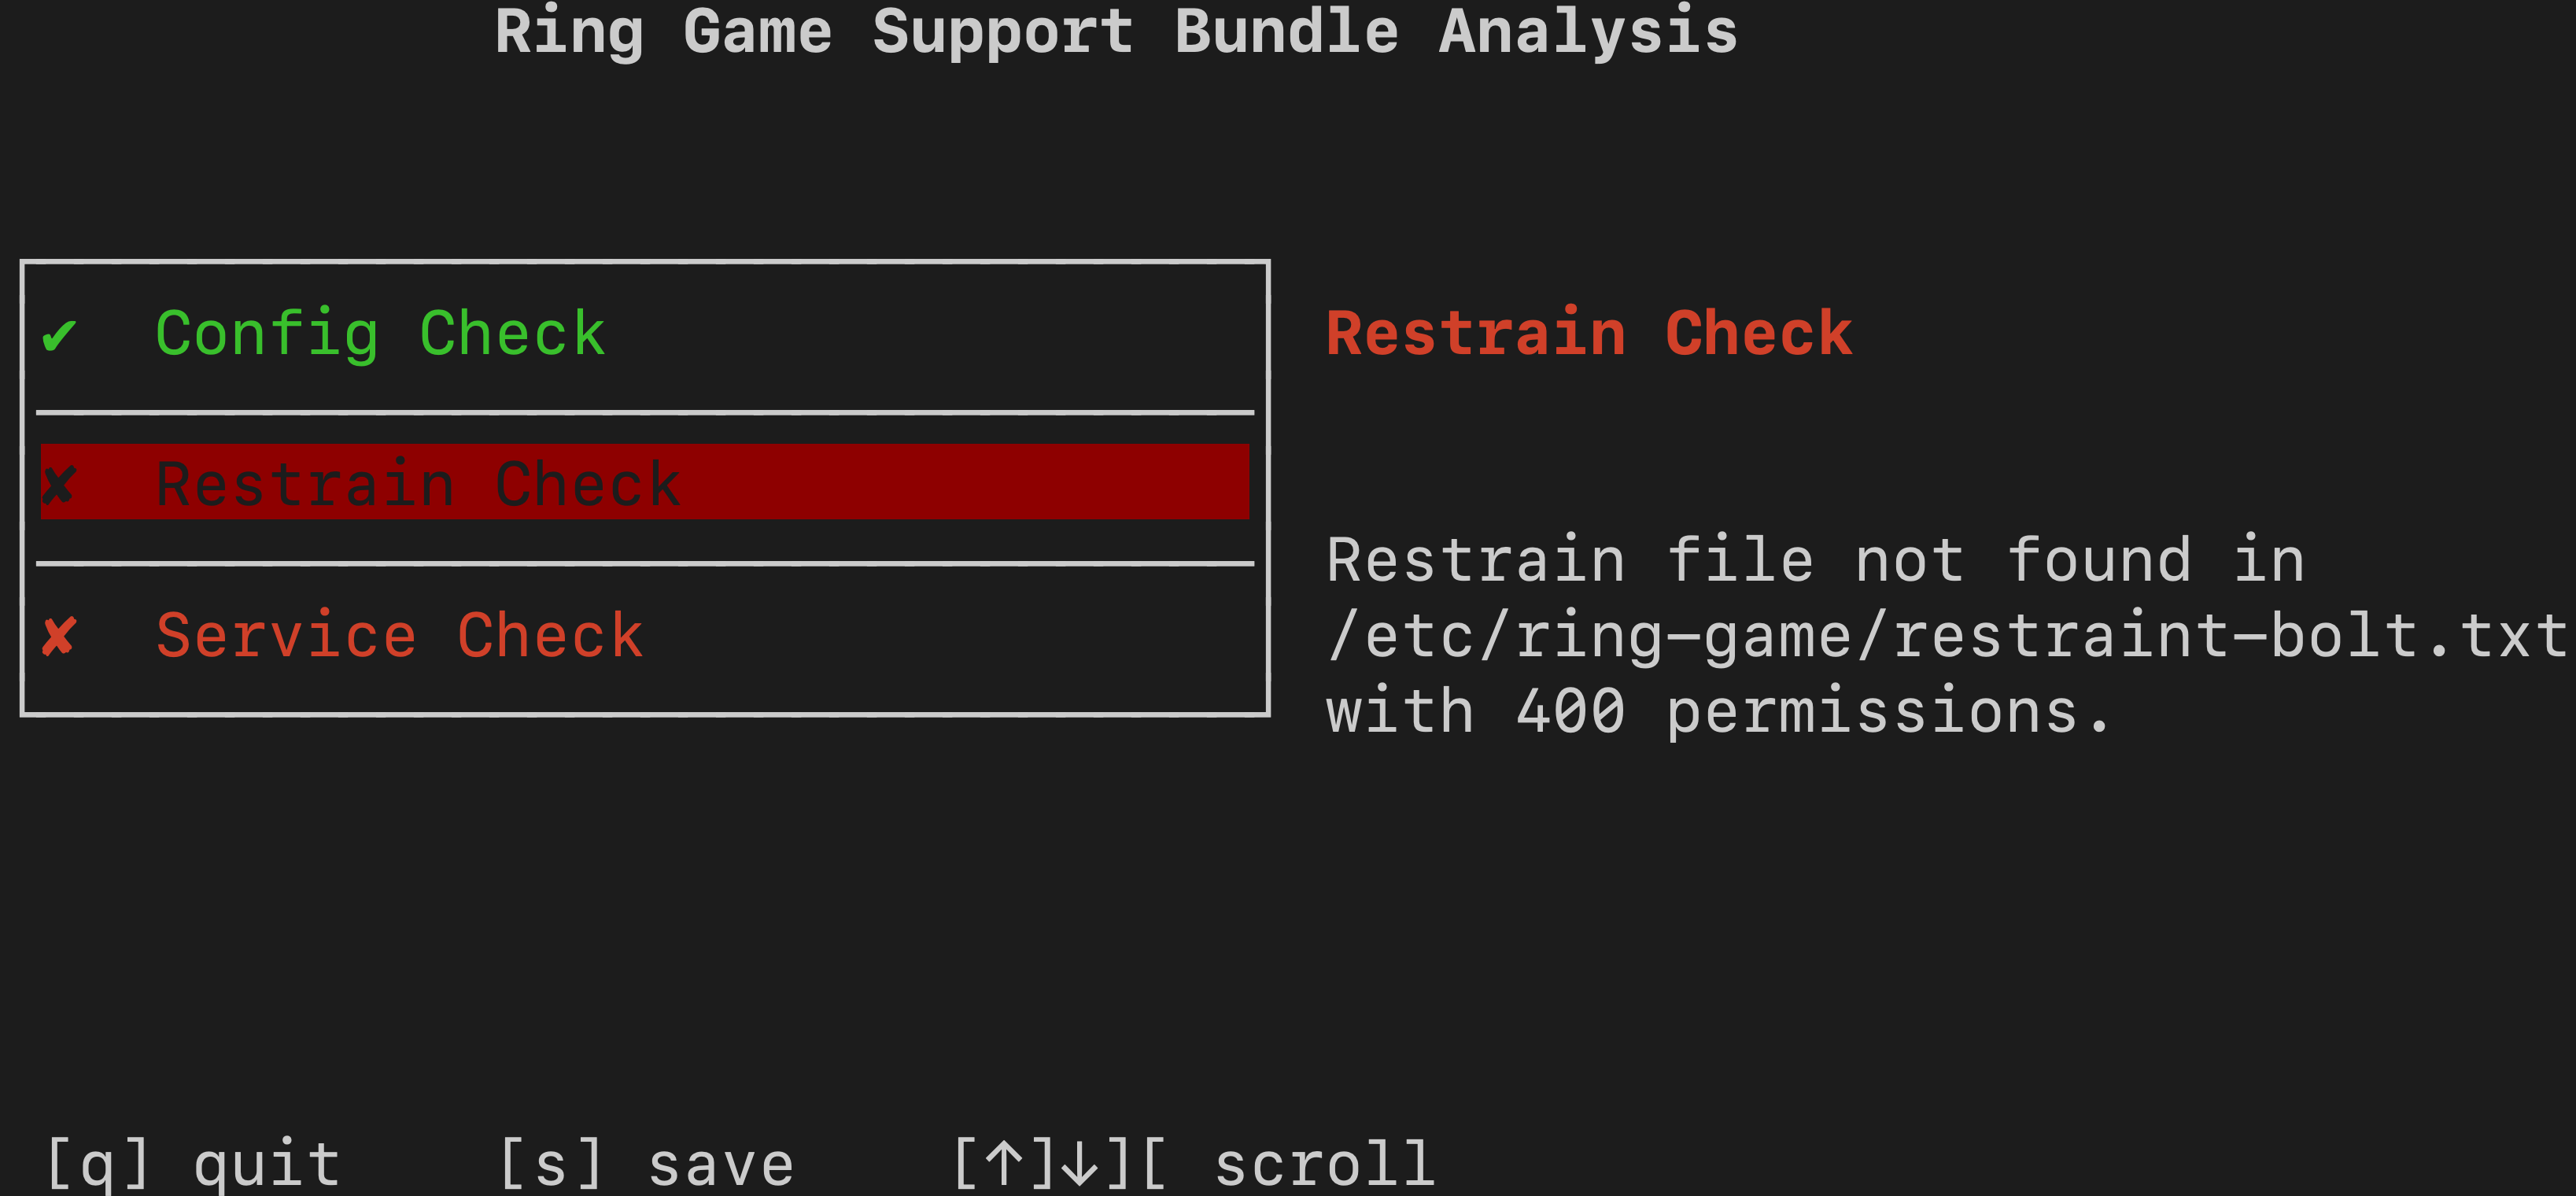 Ring Game Support Bundle Analysis
✔ Config Check
✘ Restrain Check
✘ Service Check
Restrain Check
Restrain file not found in
/etc/ring-game/restraint-bolt.txt
with 400 permissions.
[q] quit [s] save [↑]↓][ scroll